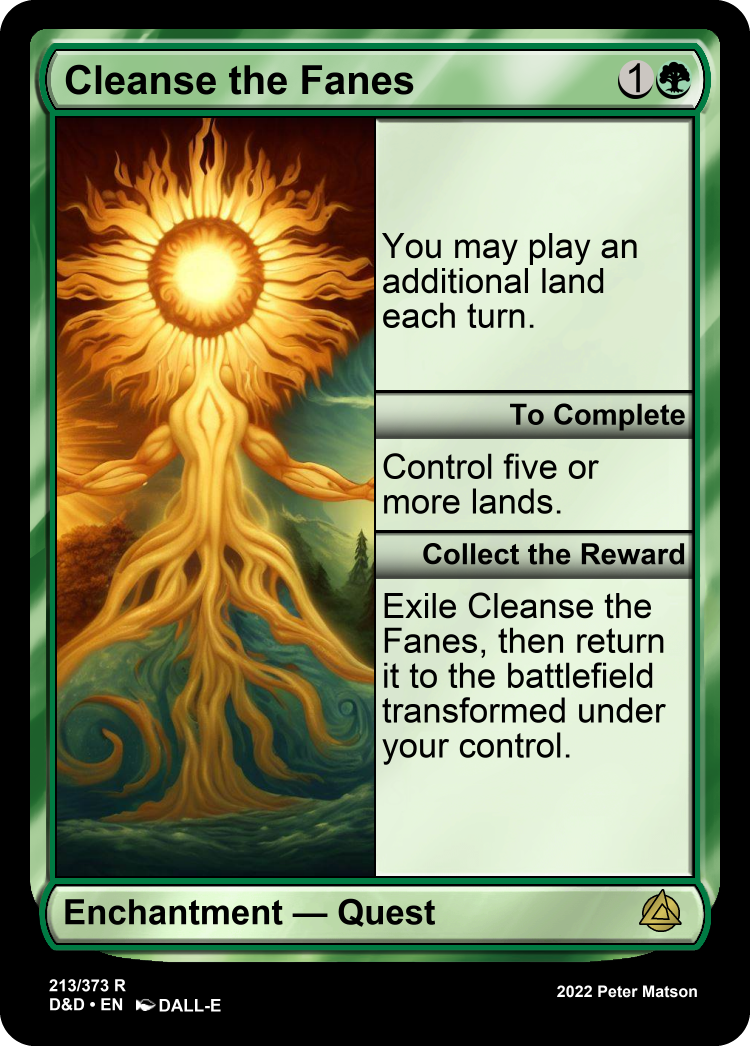 Cleanse the Fanes 1
You may play an
additional land
each turn.
To Complete
Control five or
more lands.
Collect the Reward
Exile Cleanse the
Fanes, then return
it to the battlefield
transformed under
your control.
Enchantment — Quest
213/373 R
D&D • EN DALL-E
2022 Peter Matson